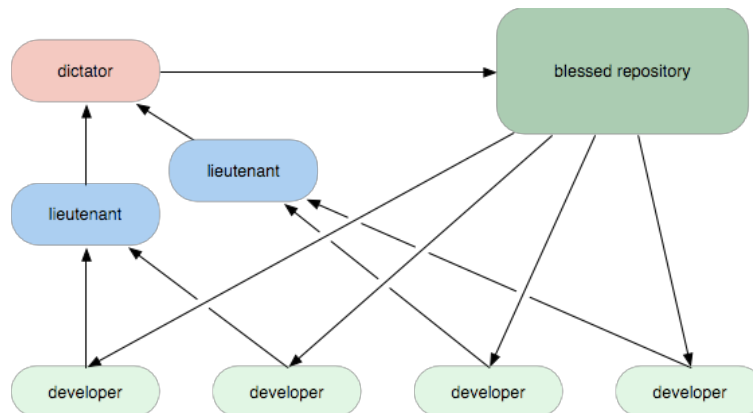 dictator
blessed repository
lieutenant
lieutenant
developer
developer
developer
developer